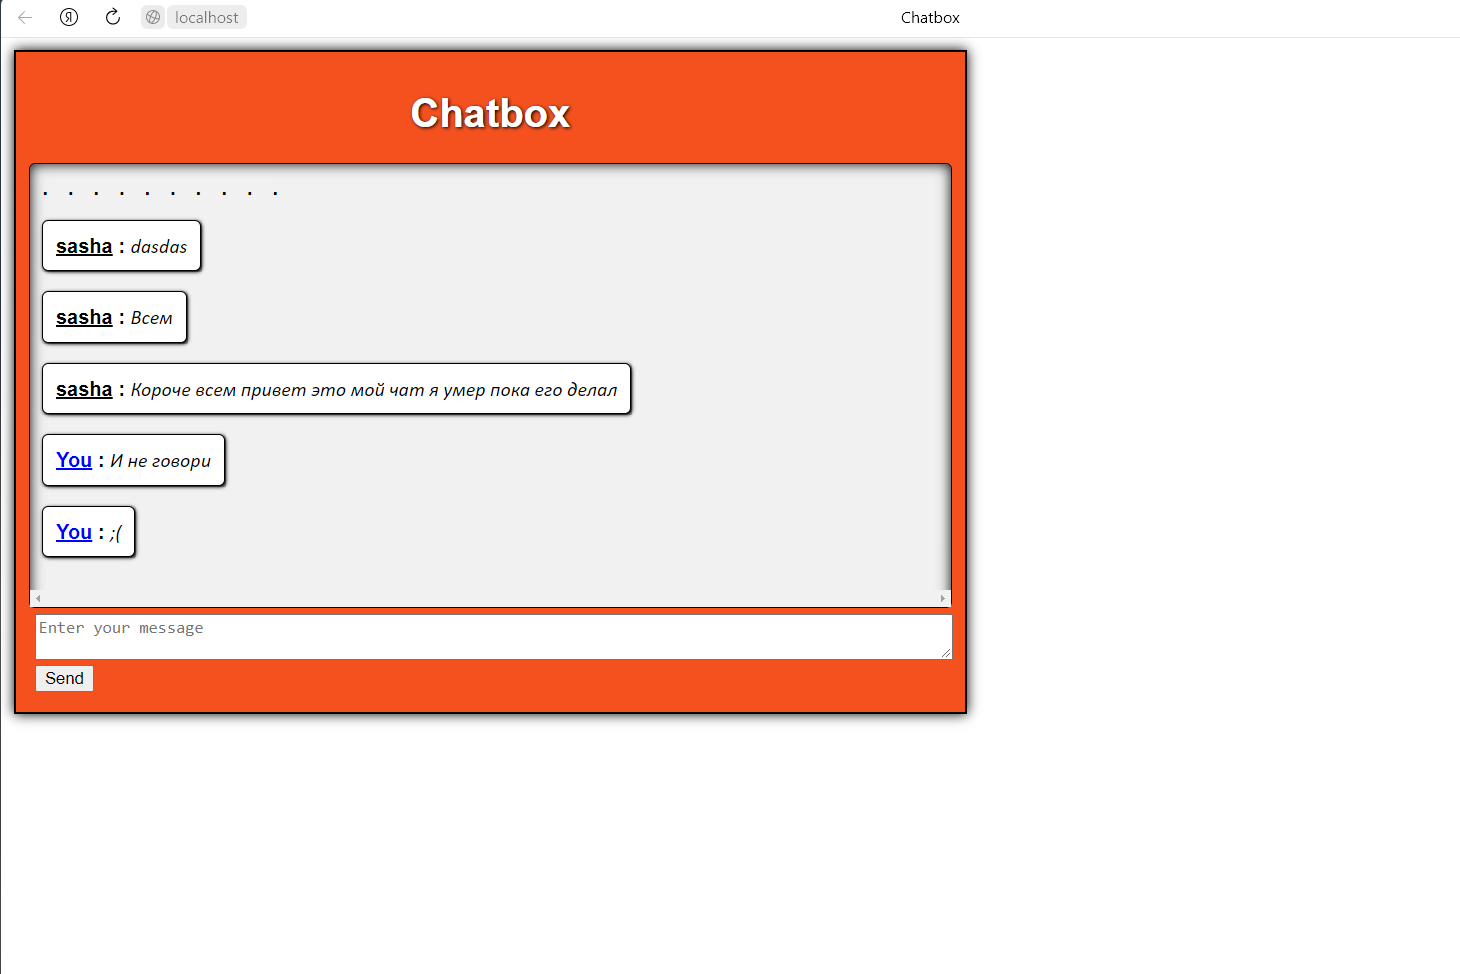 Я localhost Chatbox
Chatbox
. . . . . . . . . .
sasha : dasdas
sasha : Всем
sasha : Короче всем привет это мой чат я умер пока его делал
You : И не говори
You : ;(
Enter your message
Send